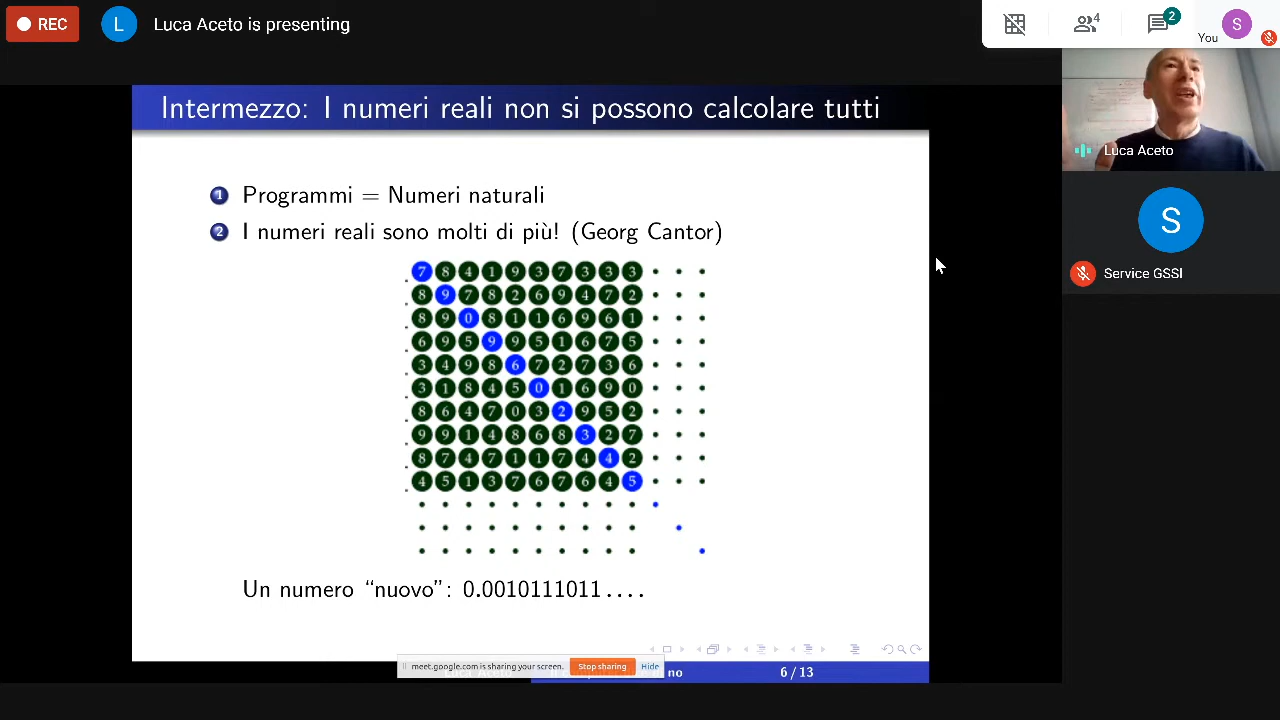 REC
L
Luca Aceto is presenting
4
2
You
S
Intermezzo: I numeri reali non si possono calcolare tutti
1 Programmi = Numeri naturali
2 I numeri reali sono molti di più! (Georg Cantor)
. 7 8 4 1 9 3 7 3 3 3 . . .
. 8 9 7 8 2 6 9 4 7 2 . . .
. 8 9 0 8 1 1 6 9 6 1 . . .
. 6 9 5 9 9 5 1 6 7 5 . . .
. 3 4 9 8 6 7 2 7 3 6 . . .
. 3 1 8 4 5 0 1 6 9 0 . . .
. 8 6 4 7 0 3 2 9 5 2 . . .
. 9 9 1 4 8 6 8 3 2 7 . . .
. 8 7 4 7 1 1 7 4 4 2 . . .
. 4 5 1 3 7 6 7 6 4 5 . . .
Un numero “nuovo”: 0.0010111011 . . . .
meet.google.com is sharing your screen.
Stop sharing
Hide
no
6 / 13
Luca Aceto
S
Service GSSI